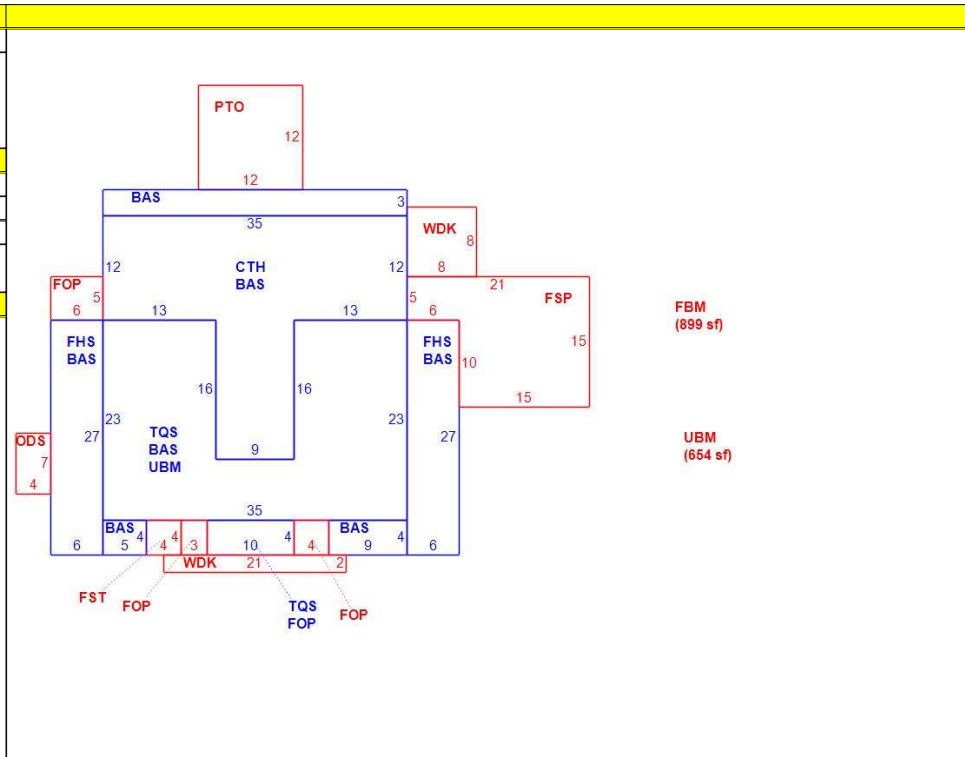 PTO
12
12
BAS
3
35
WDK
8
8
12
CTH
BAS
12
FOP
5
6
13
13
5
6
21
FSP
15
10
15
FBM
(899 sf)
FHS
BAS
FHS
BAS
16
16
23
23
27
27
TQS
BAS
UBM
9
UBM
(654 sf)
ODS
7
4
35
BAS
4
5
4
4
3
10
4
4
BAS
9
4
6
6
WDK
21
2
FST
FOP
TQS
FOP
FOP